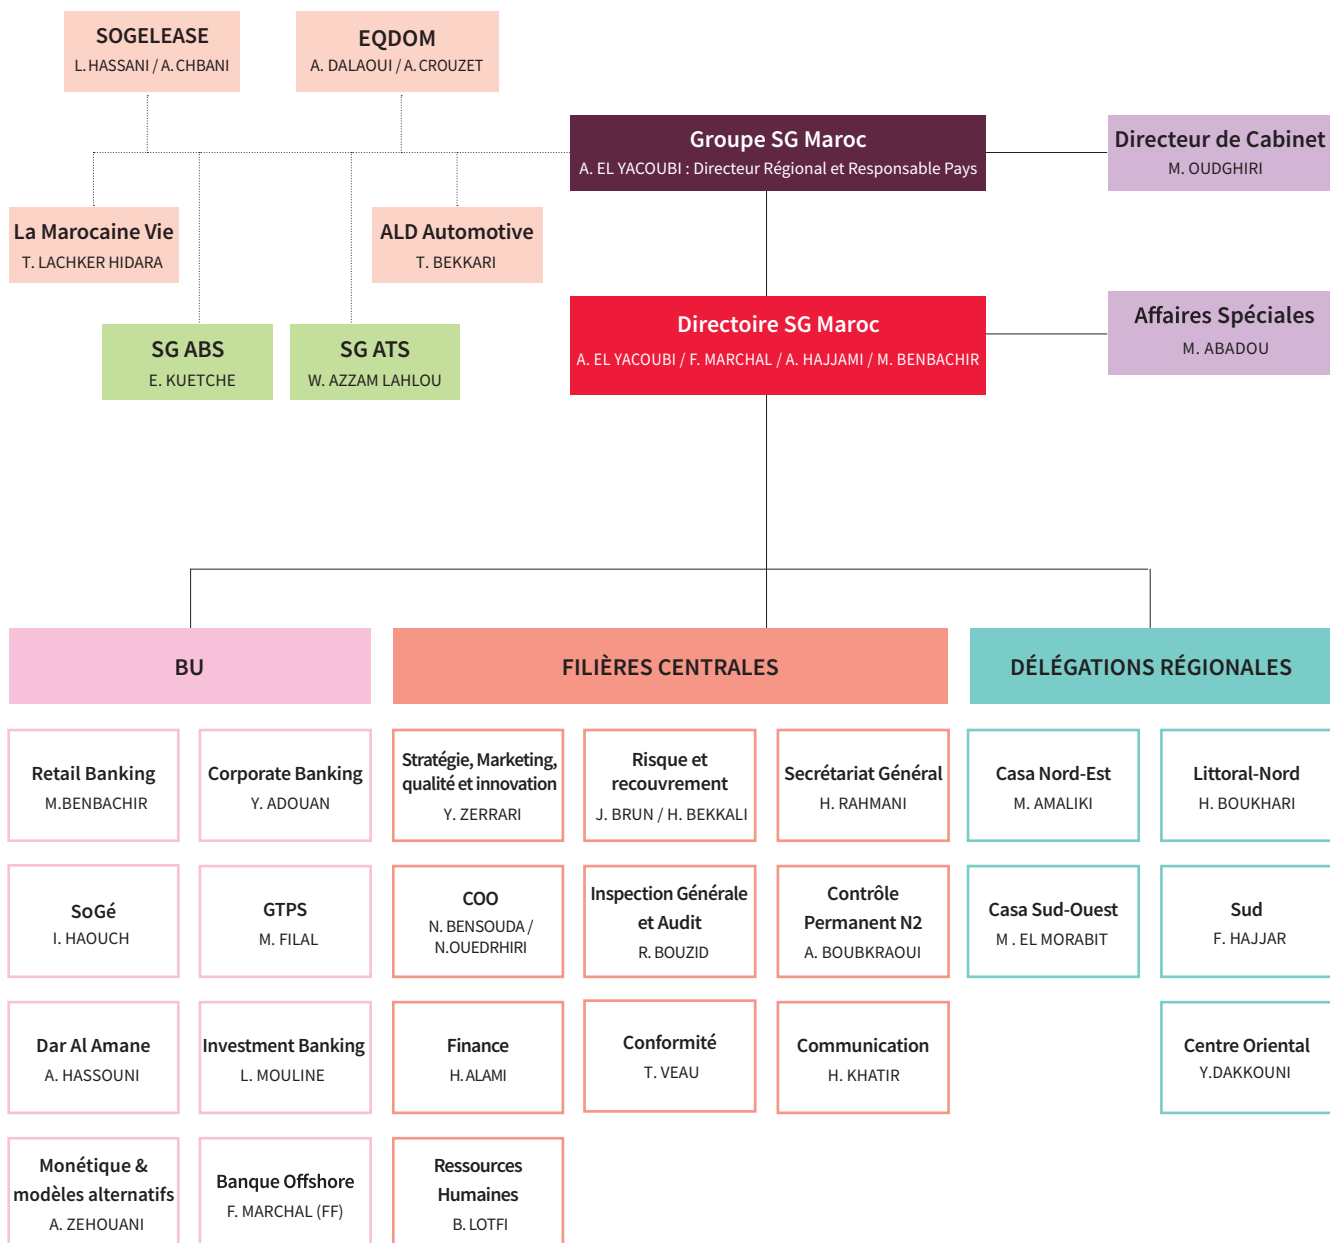 SOGELEASE
L. HASSANI / A. CHBANI
EQDOM
A. DALAOUI / A. CROUZET
Groupe SG Maroc
A. EL YACOUBI : Directeur Régional et Responsable Pays
Directeur de Cabinet
M. OUDGHIRI
La Marocaine Vie
T. LACHKER HIDARA
ALD Automotive
T. BEKKARI
SG ABS
E. KUETCHE
SG ATS
W. AZZAM LAHLOU
Directoire SG Maroc
A. EL YACOUBI / F. MARCHAL / A. HAJJAMI / M. BENBACHIR
Affaires Spéciales
M. ABADOU
BU
FILIÈRES CENTRALES
DÉLÉGATIONS RÉGIONALES
Retail Banking
M.BENBACHIR
Corporate Banking
Y. ADOUAN
Stratégie, Marketing,
qualité et innovation
Y. ZERRARI
Risque et
recouvrement
J. BRUN / H. BEKKALI
Secrétariat Général
H. RAHMANI
Casa Nord-Est
M. AMALIKI
Littoral-Nord
H. BOUKHARI
SoGé
I. HAOUCH
GTPS
M. FILAL
COO
N. BENSOUDA /
N.OUEDRHIRI
Inspection Générale
et Audit
R. BOUZID
Contrôle
Permanent N2
A. BOUBKRAOUI
Casa Sud-Ouest
M . EL MORABIT
Sud
F. HAJJAR
Dar Al Amane
A. HASSOUNI
Investment Banking
L. MOULINE
Finance
H. ALAMI
Conformité
T. VEAU
Communication
H. KHATIR
Centre Oriental
Y.DAKKOUNI
Monétique &
modèles alternatifs
A. ZEHOUANI
Banque Offshore
F. MARCHAL (FF)
Ressources
Humaines
B. LOTFI